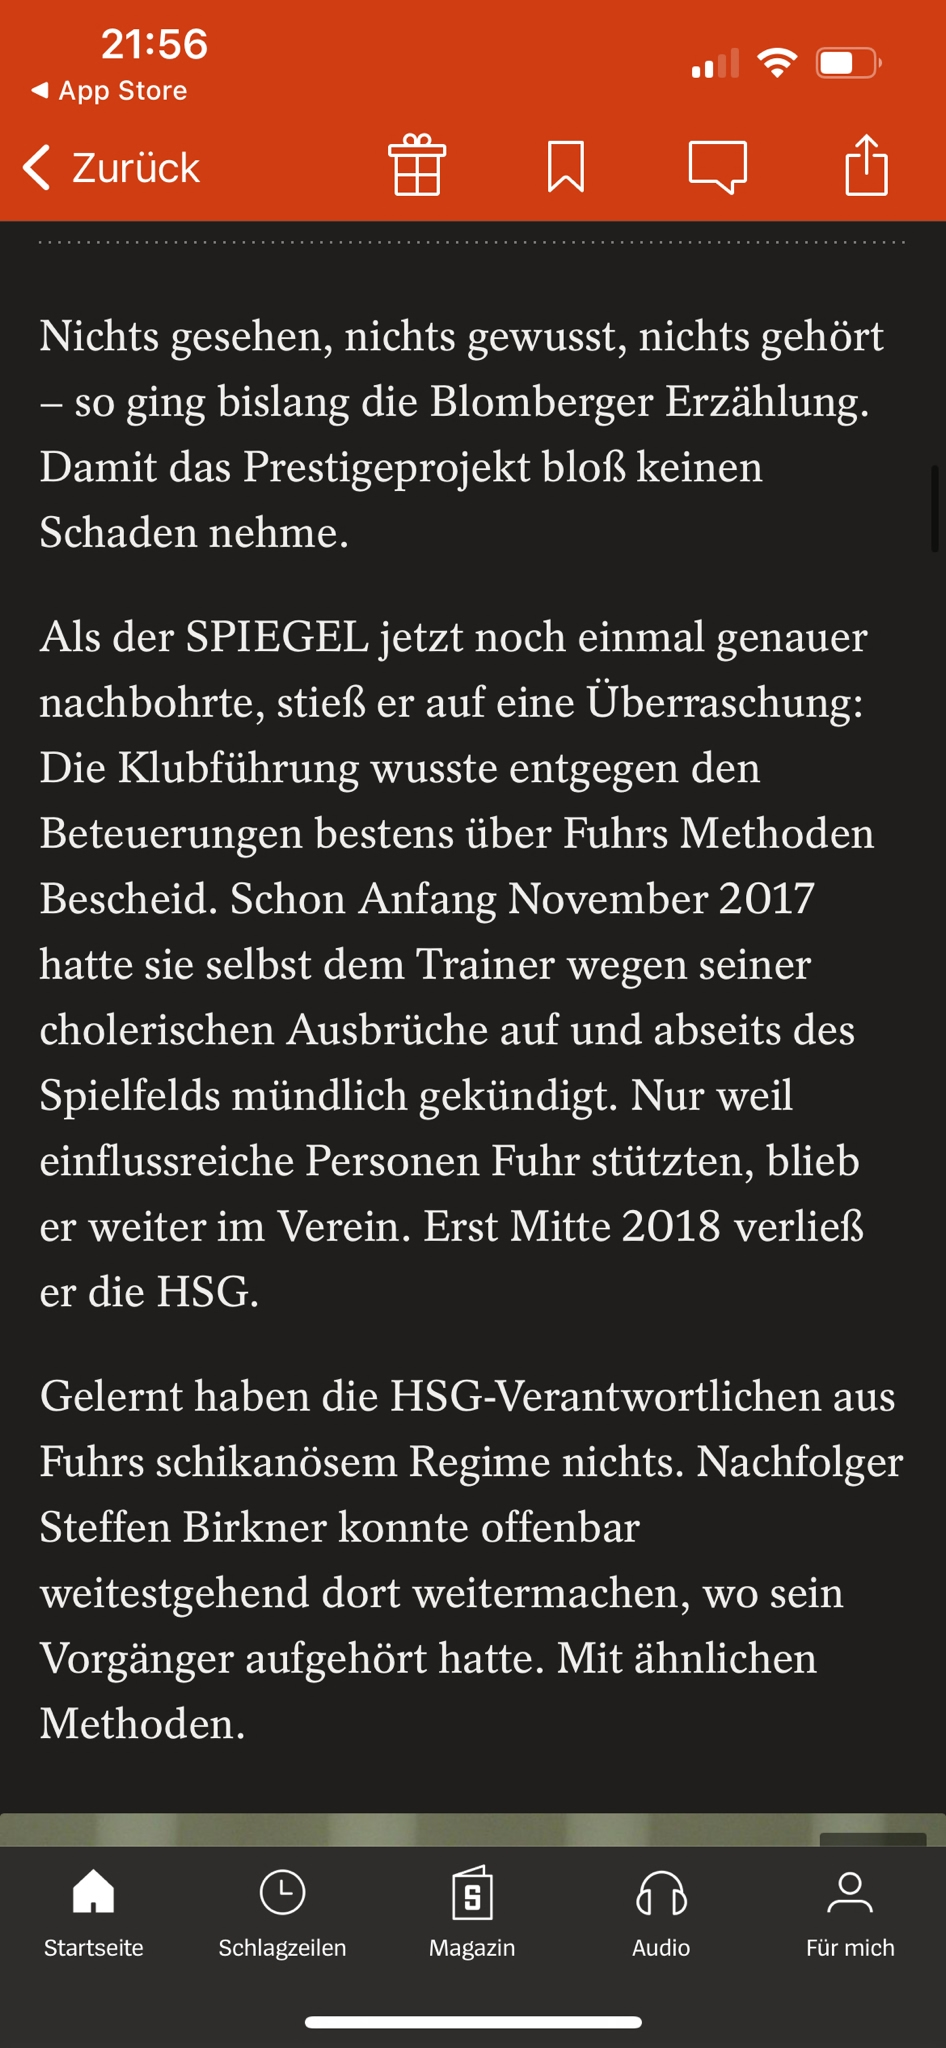 21:56
App Store
Zurück
Nichts gesehen, nichts gewusst, nichts gehört
– so ging bislang die Blomberger Erzählung.
Damit das Prestigeprojekt bloß keinen
Schaden nehme.
Als der SPIEGEL jetzt noch einmal genauer
nachbohrte, stieß er auf eine Überraschung:
Die Klubführung wusste entgegen den
Beteuerungen bestens über Fuhrs Methoden
Bescheid. Schon Anfang November 2017
hatte sie selbst dem Trainer wegen seiner
cholerischen Ausbrüche auf und abseits des
Spielfelds mündlich gekündigt. Nur weil
einflussreiche Personen Fuhr stützten, blieb
er weiter im Verein. Erst Mitte 2018 verließ
er die HSG.
Gelernt haben die HSG-Verantwortlichen aus
Fuhrs schikanösem Regime nichts. Nachfolger
Steffen Birkner konnte offenbar
weitestgehend dort weitermachen, wo sein
Vorgänger aufgehört hatte. Mit ähnlichen
Methoden.
S
Startseite Schlagzeilen Magazin Audio Für mich